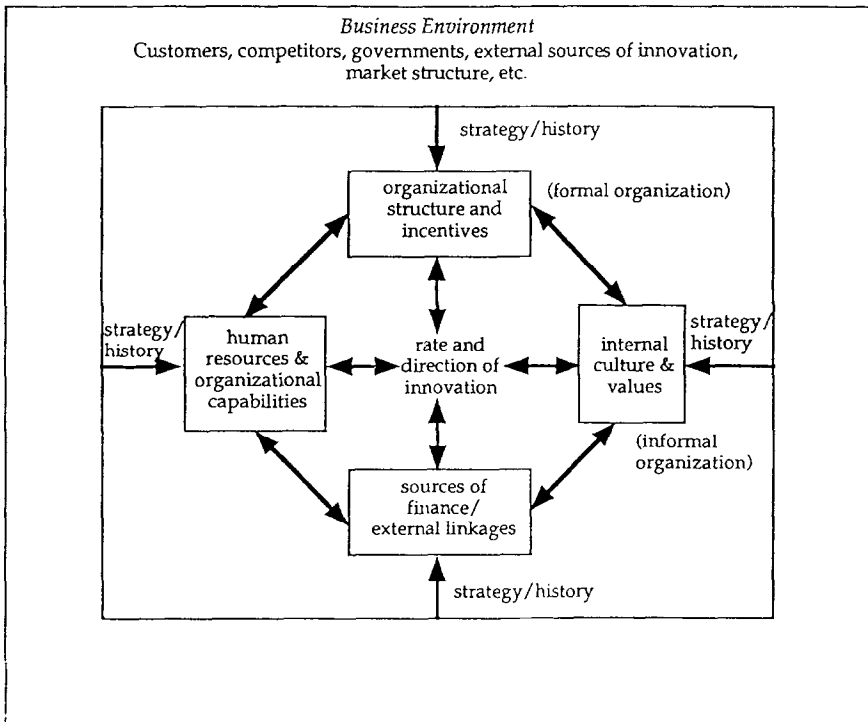 Business Environment
Customers, competitors, governments, external sources of innovation,
market structure, etc.
strategy/history
organizational
structure and
incentives
(formal organization)
strategy/
history
human
resources &
organizational
capabilities
rate and
direction of
innovation
internal
culture &
values
strategy/
history
(informal
organization)
sources of
finance/
external linkages
strategy/history